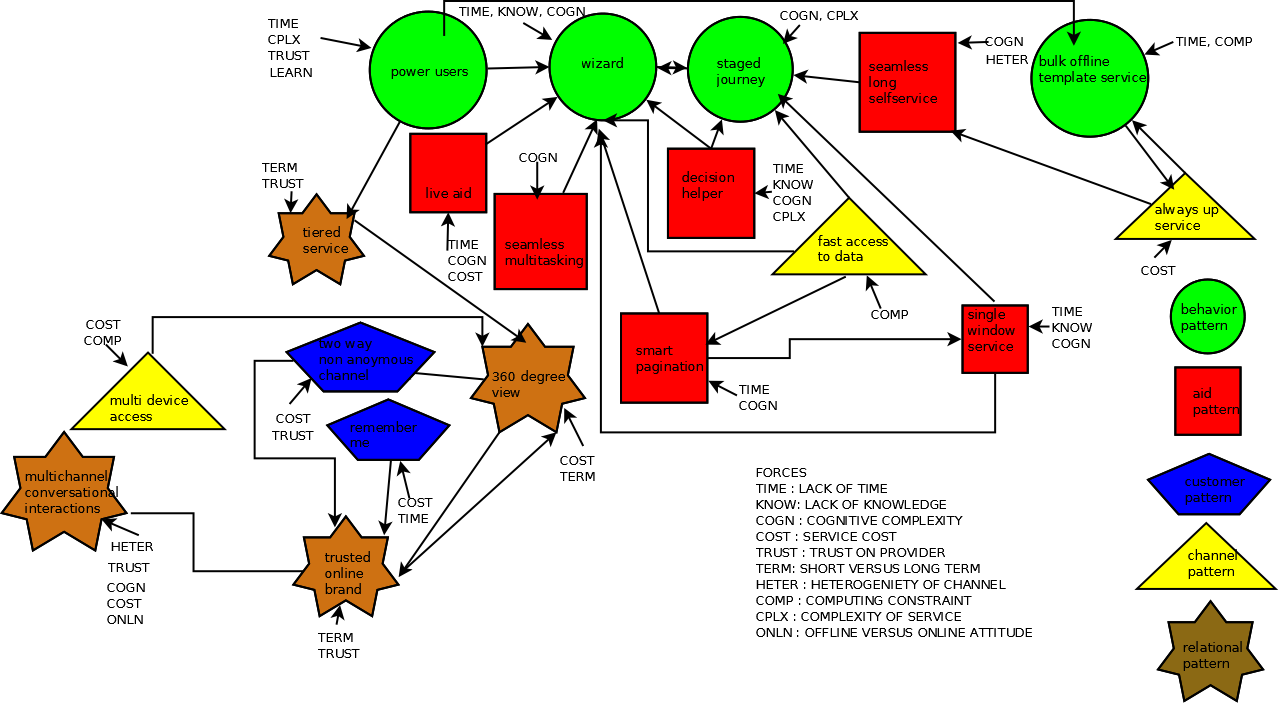 TIME, KNOW, COGN
COGN, CPLX
TIME
CPLX
TRUST
LEARN
power users
wizard
staged
journey
seamless
long
selfservice
COGN
HETER
bulk offline
template service
TIME, COMP
TERM
TRUST
live aid
COGN
decision
helper
TIME
KNOW
COGN
CPLX
tiered
service
TIME
COGN
COST
seamless
multitasking
fast access
to data
always up
service
COST
COMP
COST
COMP
two way
non anoymous
channel
smart
pagination
single
window
service
TIME
KNOW
COGN
behavior
pattern
multi device
access
360 degree
view
TIME
COGN
aid
pattern
COST
TRUST
remember
me
COST
TERM
multichannel
conversational
interactions
COST
TIME
customer
pattern
HETER
TRUST
COGN
COST
ONLN
trusted
online
brand
TERM
TRUST
channel
pattern
relational
pattern
FORCES
TIME : LACK OF TIME
KNOW: LACK OF KNOWLEDGE
COGN : COGNITIVE COMPLEXITY
COST : SERVICE COST
TRUST : TRUST ON PROVIDER
TERM: SHORT VERSUS LONG TERM
HETER : HETEROGENIETY OF CHANNEL
COMP : COMPUTING CONSTRAINT
CPLX : COMPLEXITY OF SERVICE
ONLN : OFFLINE VERSUS ONLINE ATTITUDE